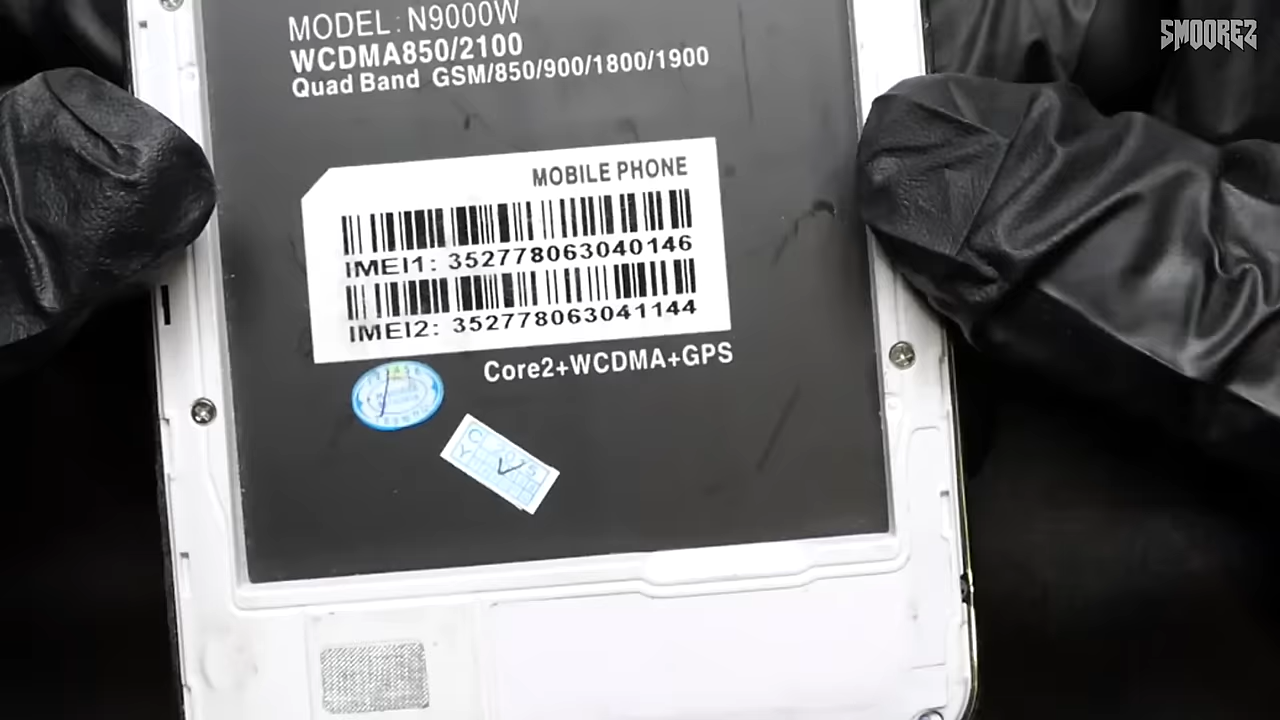 SMOOREZ
MODEL: N9000W
WCDMA850/2100
Quad Band GSM/850/900/1800/1900
MOBILE PHONE
IMEI1: 352778063040146
IMEI2: 352778063041144
Core2+WCDMA+GPS